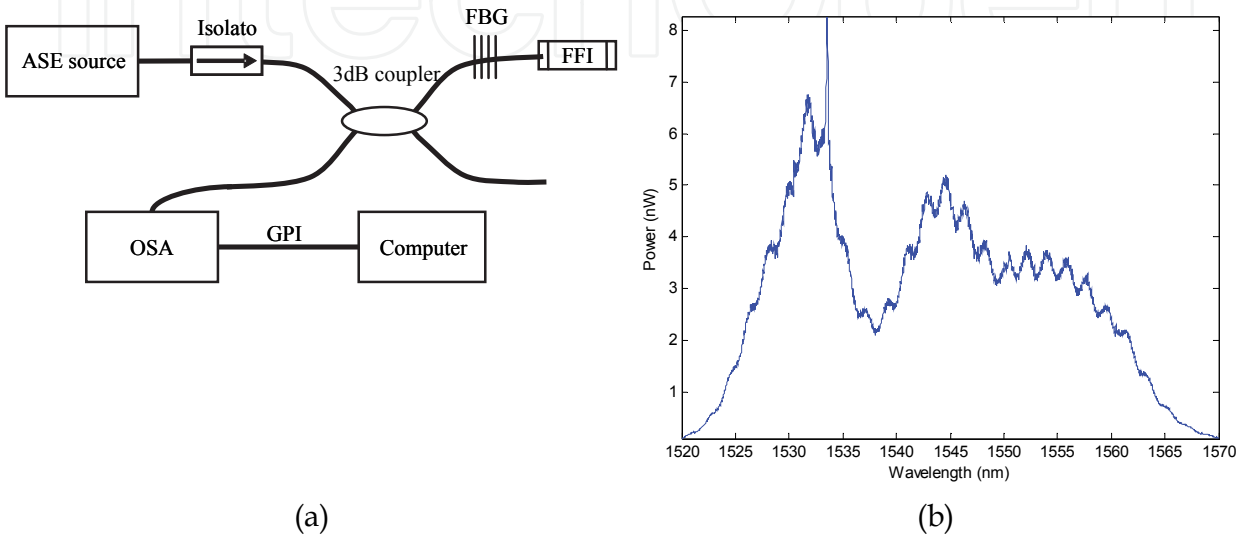 ASE source
Isolato
3dB coupler
FBG
FFI
OSA
GPI
Computer
(a)
8
7
6
5
4
3
2
1
1520 1525 1530 1535 1540 1545 1550 1555 1560 1565 1570
Power (nW)
Wavelength (nm)
(b)